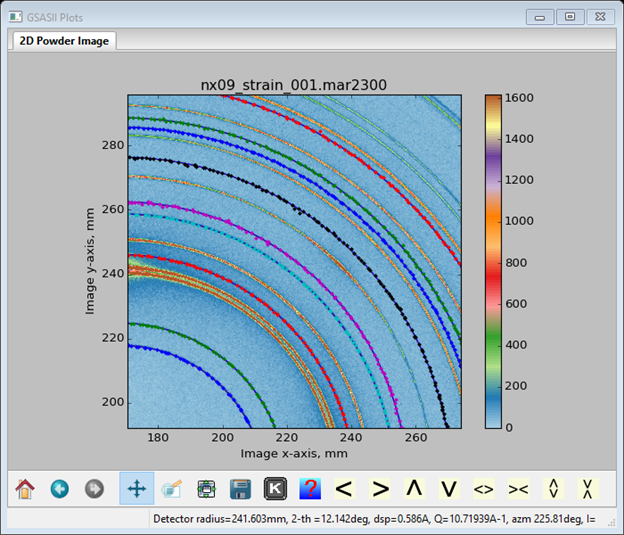 GSASII Plots
2D Powder Image
nx09_strain_001.mar2300
Image y-axis, mm
280
260
240
220
200
180
200
220
240
260
Image x-axis, mm
1600
1400
1200
1000
800
600
400
200
0
K ? < > Λ V <> ><
Detector radius=241.603mm, 2-th =12.142deg, dsp=0.586A, Q=10.71939A-1, azm 225.81deg, I=